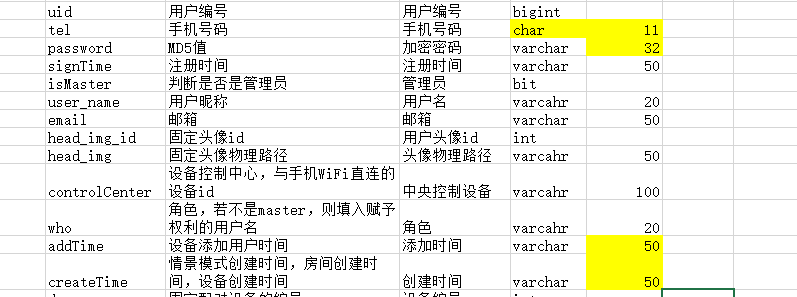 uid 用户编号 用户编号 bigint
tel 手机号码 手机号码 char 11
password MD5值 加密密码 varchar 32
signTime 注册时间 注册时间 varchar 50
isMaster 判断是否是管理员 管理员 bit
user_name 用户昵称 用户名 varcahr 20
email 邮箱 邮箱 varchar 50
head_img_id 固定头像id 用户头像id int
head_img 固定头像物理路径 头像物理路径 varcahr 50
设备控制中心，与手机WiFi直连的
controlCenter 设备id 中央控制设备 varcahr 100
角色，若不是master，则填入赋予
who 权利的用户名 角色 varcahr 20
addTime 设备添加用户时间 添加时间 varchar 50
情景模式创建时间，房间创建时
createTime 间，设备创建时间 创建时间 varchar 50